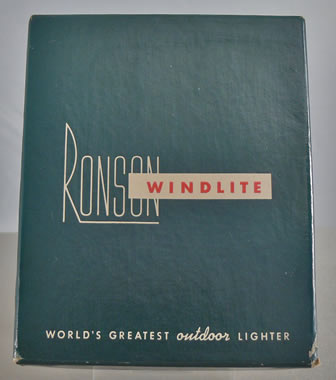 RONSON
WINDLITE
WORLD'S GREATEST outdoor LIGHTER